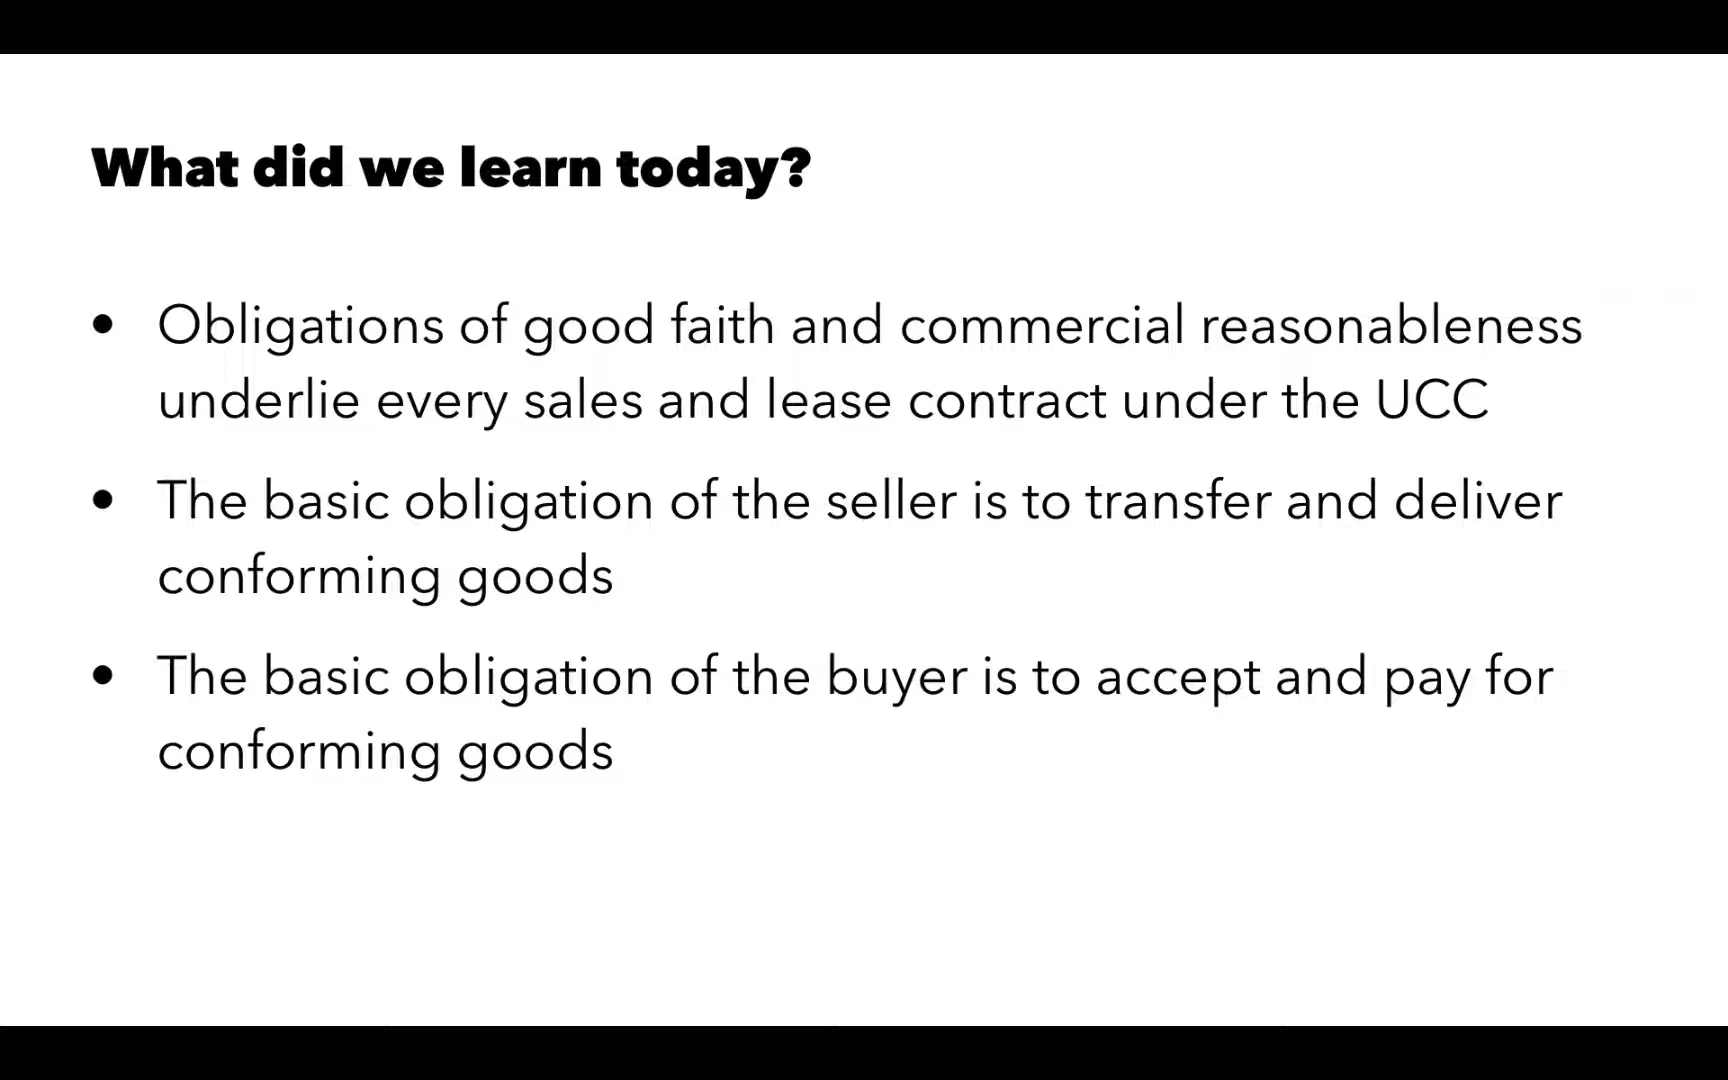 What did we learn today?
• Obligations of good faith and commercial reasonableness
underlie every sales and lease contract under the UCC
• The basic obligation of the seller is to transfer and deliver
conforming goods
• The basic obligation of the buyer is to accept and pay for
conforming goods